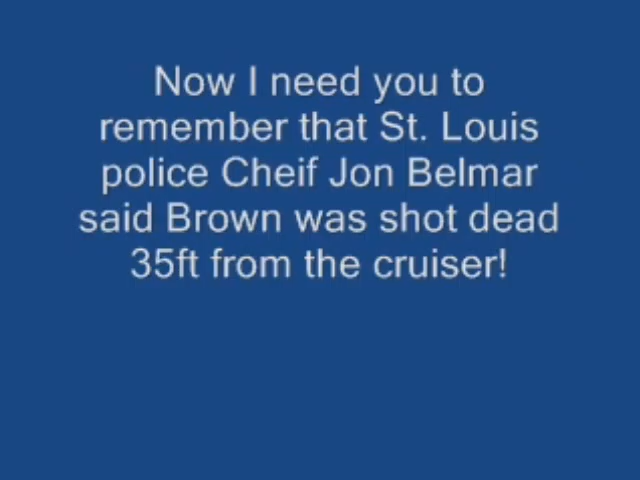 Now I need you to
remember that St. Louis
police Cheif Jon Belmar
said Brown was shot dead
35ft from the cruiser!